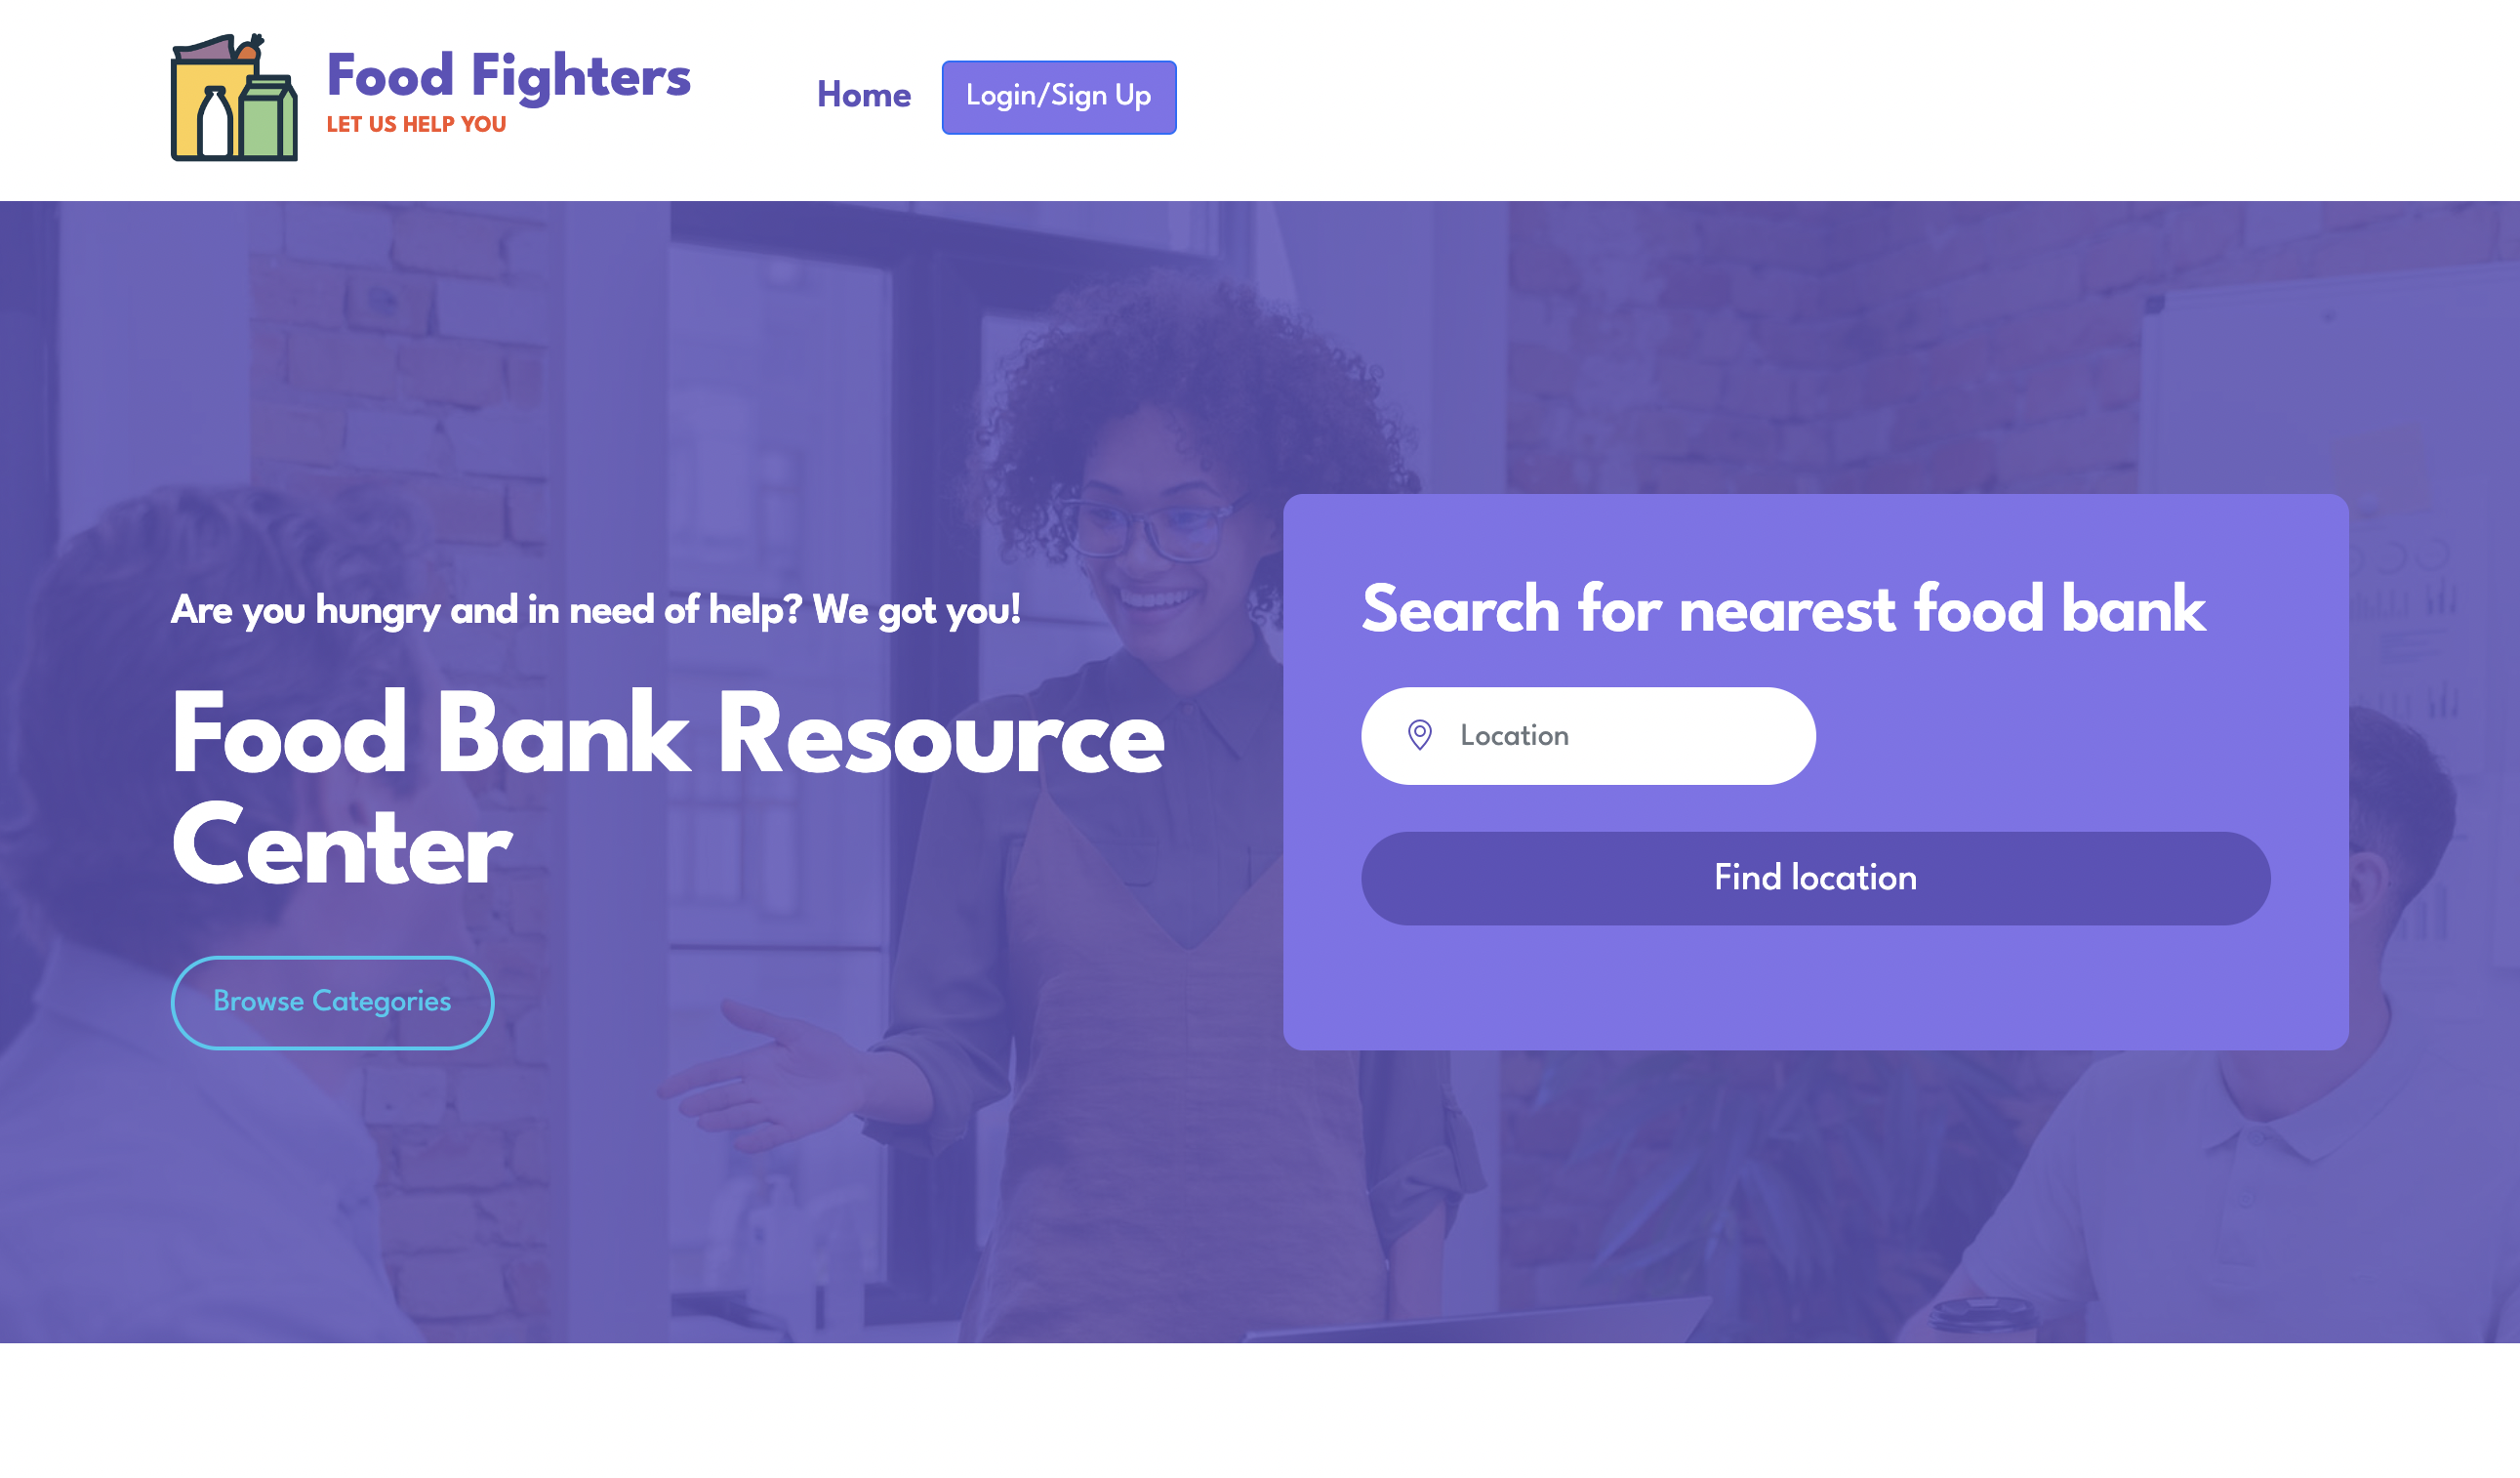 Food Fighters
LET US HELP YOU
Home
Login/Sign Up
Are you hungry and in need of help? We got you!
Food Bank Resource
Center
Browse Categories
Search for nearest food bank
Location
Find location